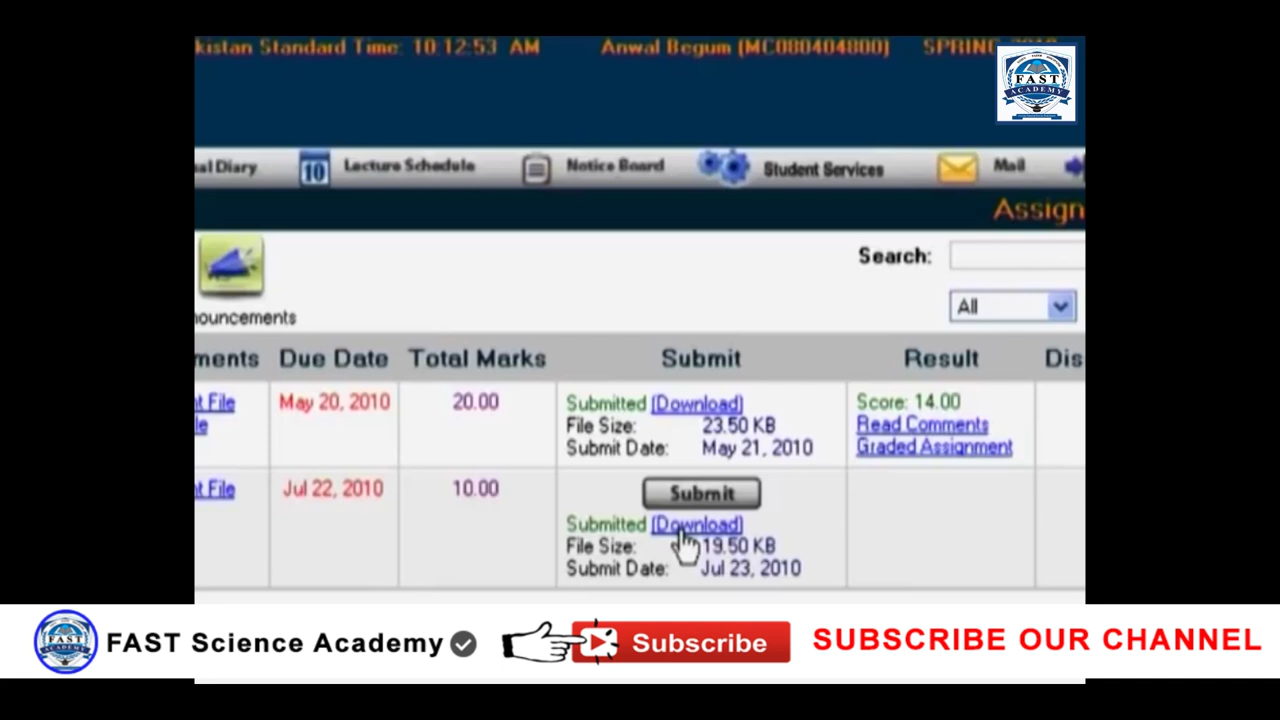 kistan Standard Time: 10:12:53 AM Anwal Begum (MC080404800) SPRING
FAST
ACADEMY
al Diary 10 Lecture Schedule Notice Board Student Services Mail
Assign
Search:
All
nouncements
ments Due Date Total Marks Submit Result Dis
t File May 20, 2010 20.00 Submitted (Download) Score: 14.00
le File Size: 23.50 KB Read Comments
Submit Date: May 21, 2010 Graded Assignment
t File Jul 22, 2010 10.00 Submit
Submitted (Download)
File Size: 19.50 KB
Submit Date: Jul 23, 2010
FAST Science Academy Subscribe SUBSCRIBE OUR CHANNEL